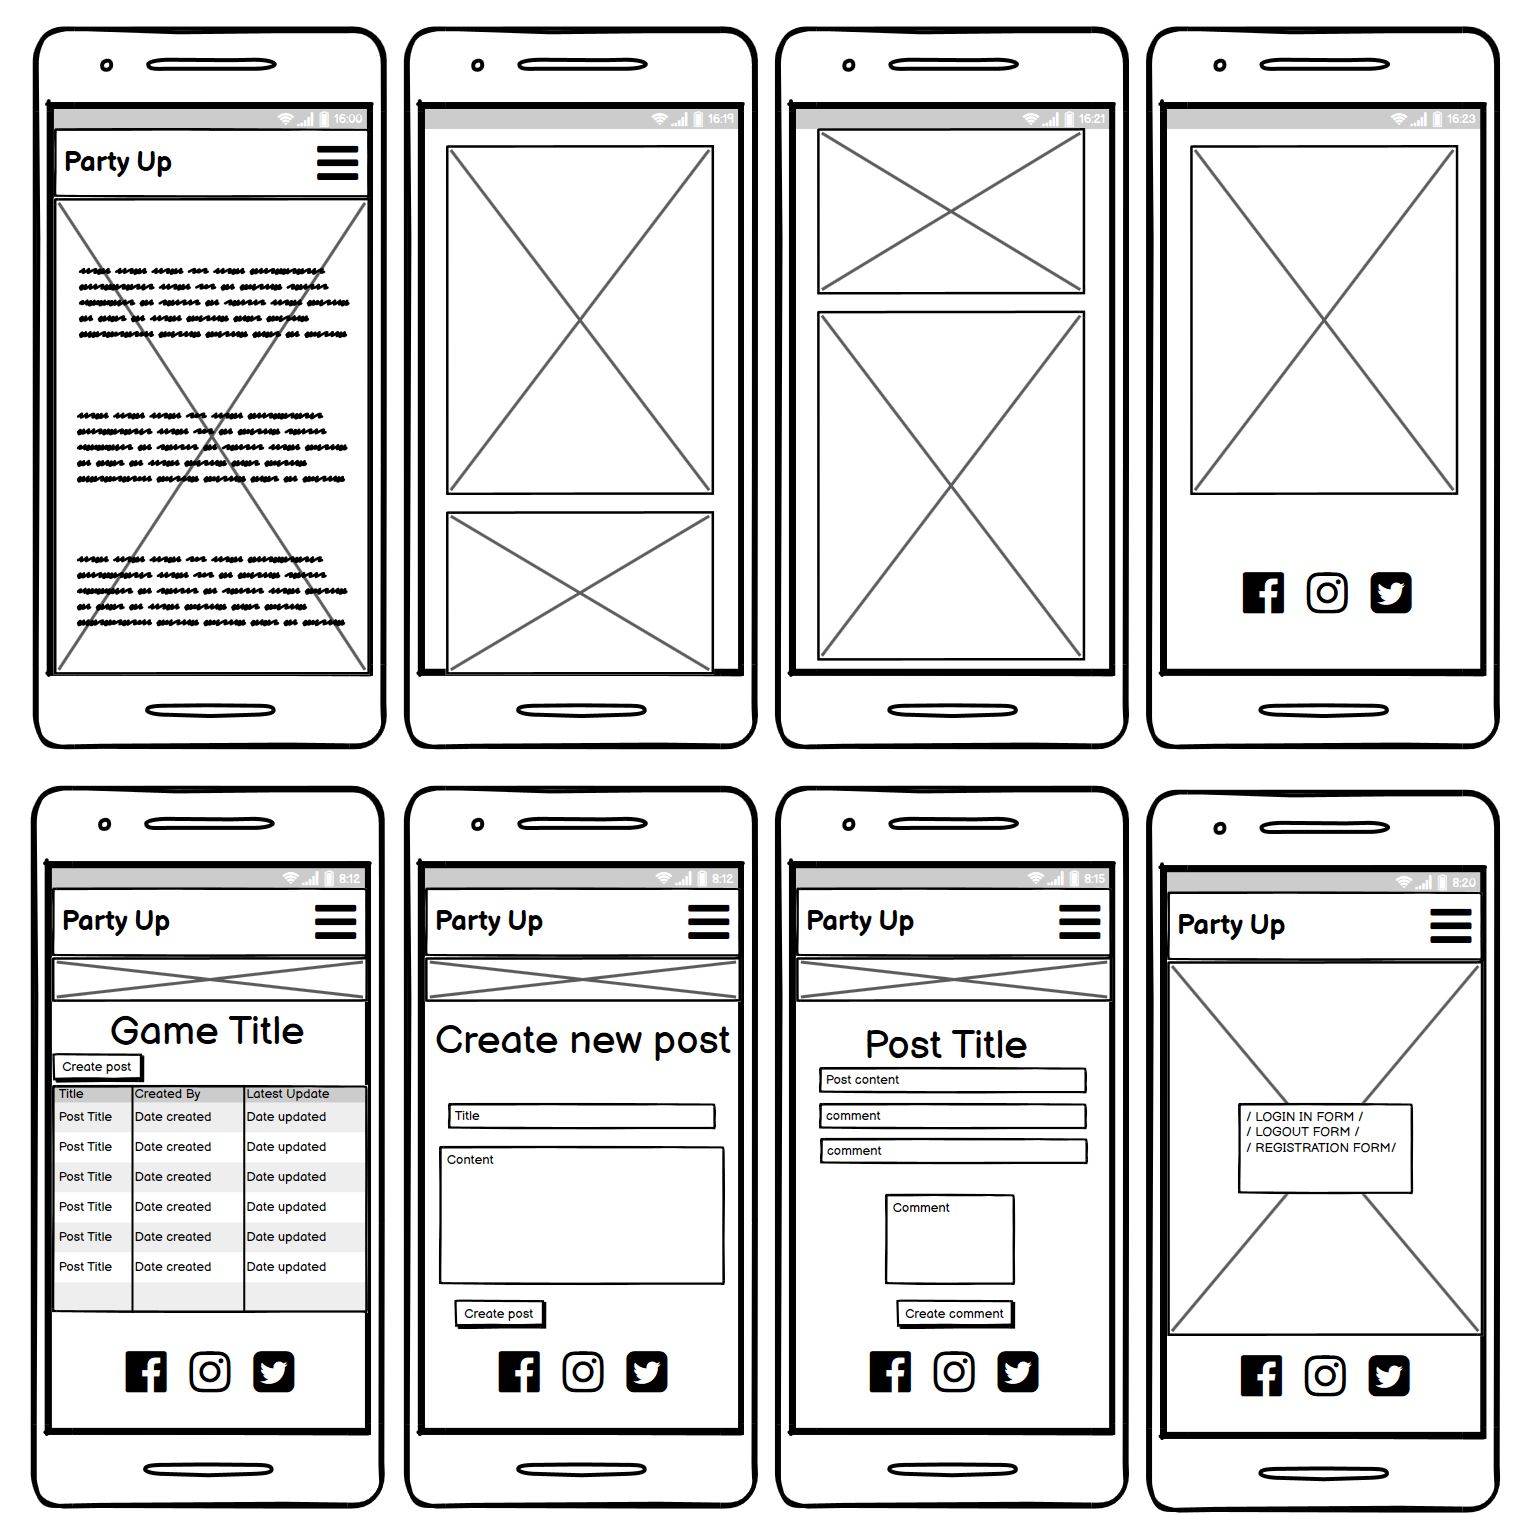 16:00
Party Up
16:19
16:21
16:23
8:12
Party Up
Game Title
Create post
Title Created By Latest Update
Post Title Date created Date updated
Post Title Date created Date updated
Post Title Date created Date updated
Post Title Date created Date updated
Post Title Date created Date updated
Post Title Date created Date updated
8:12
Party Up
Create new post
Title
Content
Create post
8:15
Party Up
Post Title
Post content
comment
comment
Comment
Create comment
8:20
Party Up
/ LOGIN IN FORM /
/ LOGOUT FORM /
/ REGISTRATION FORM/